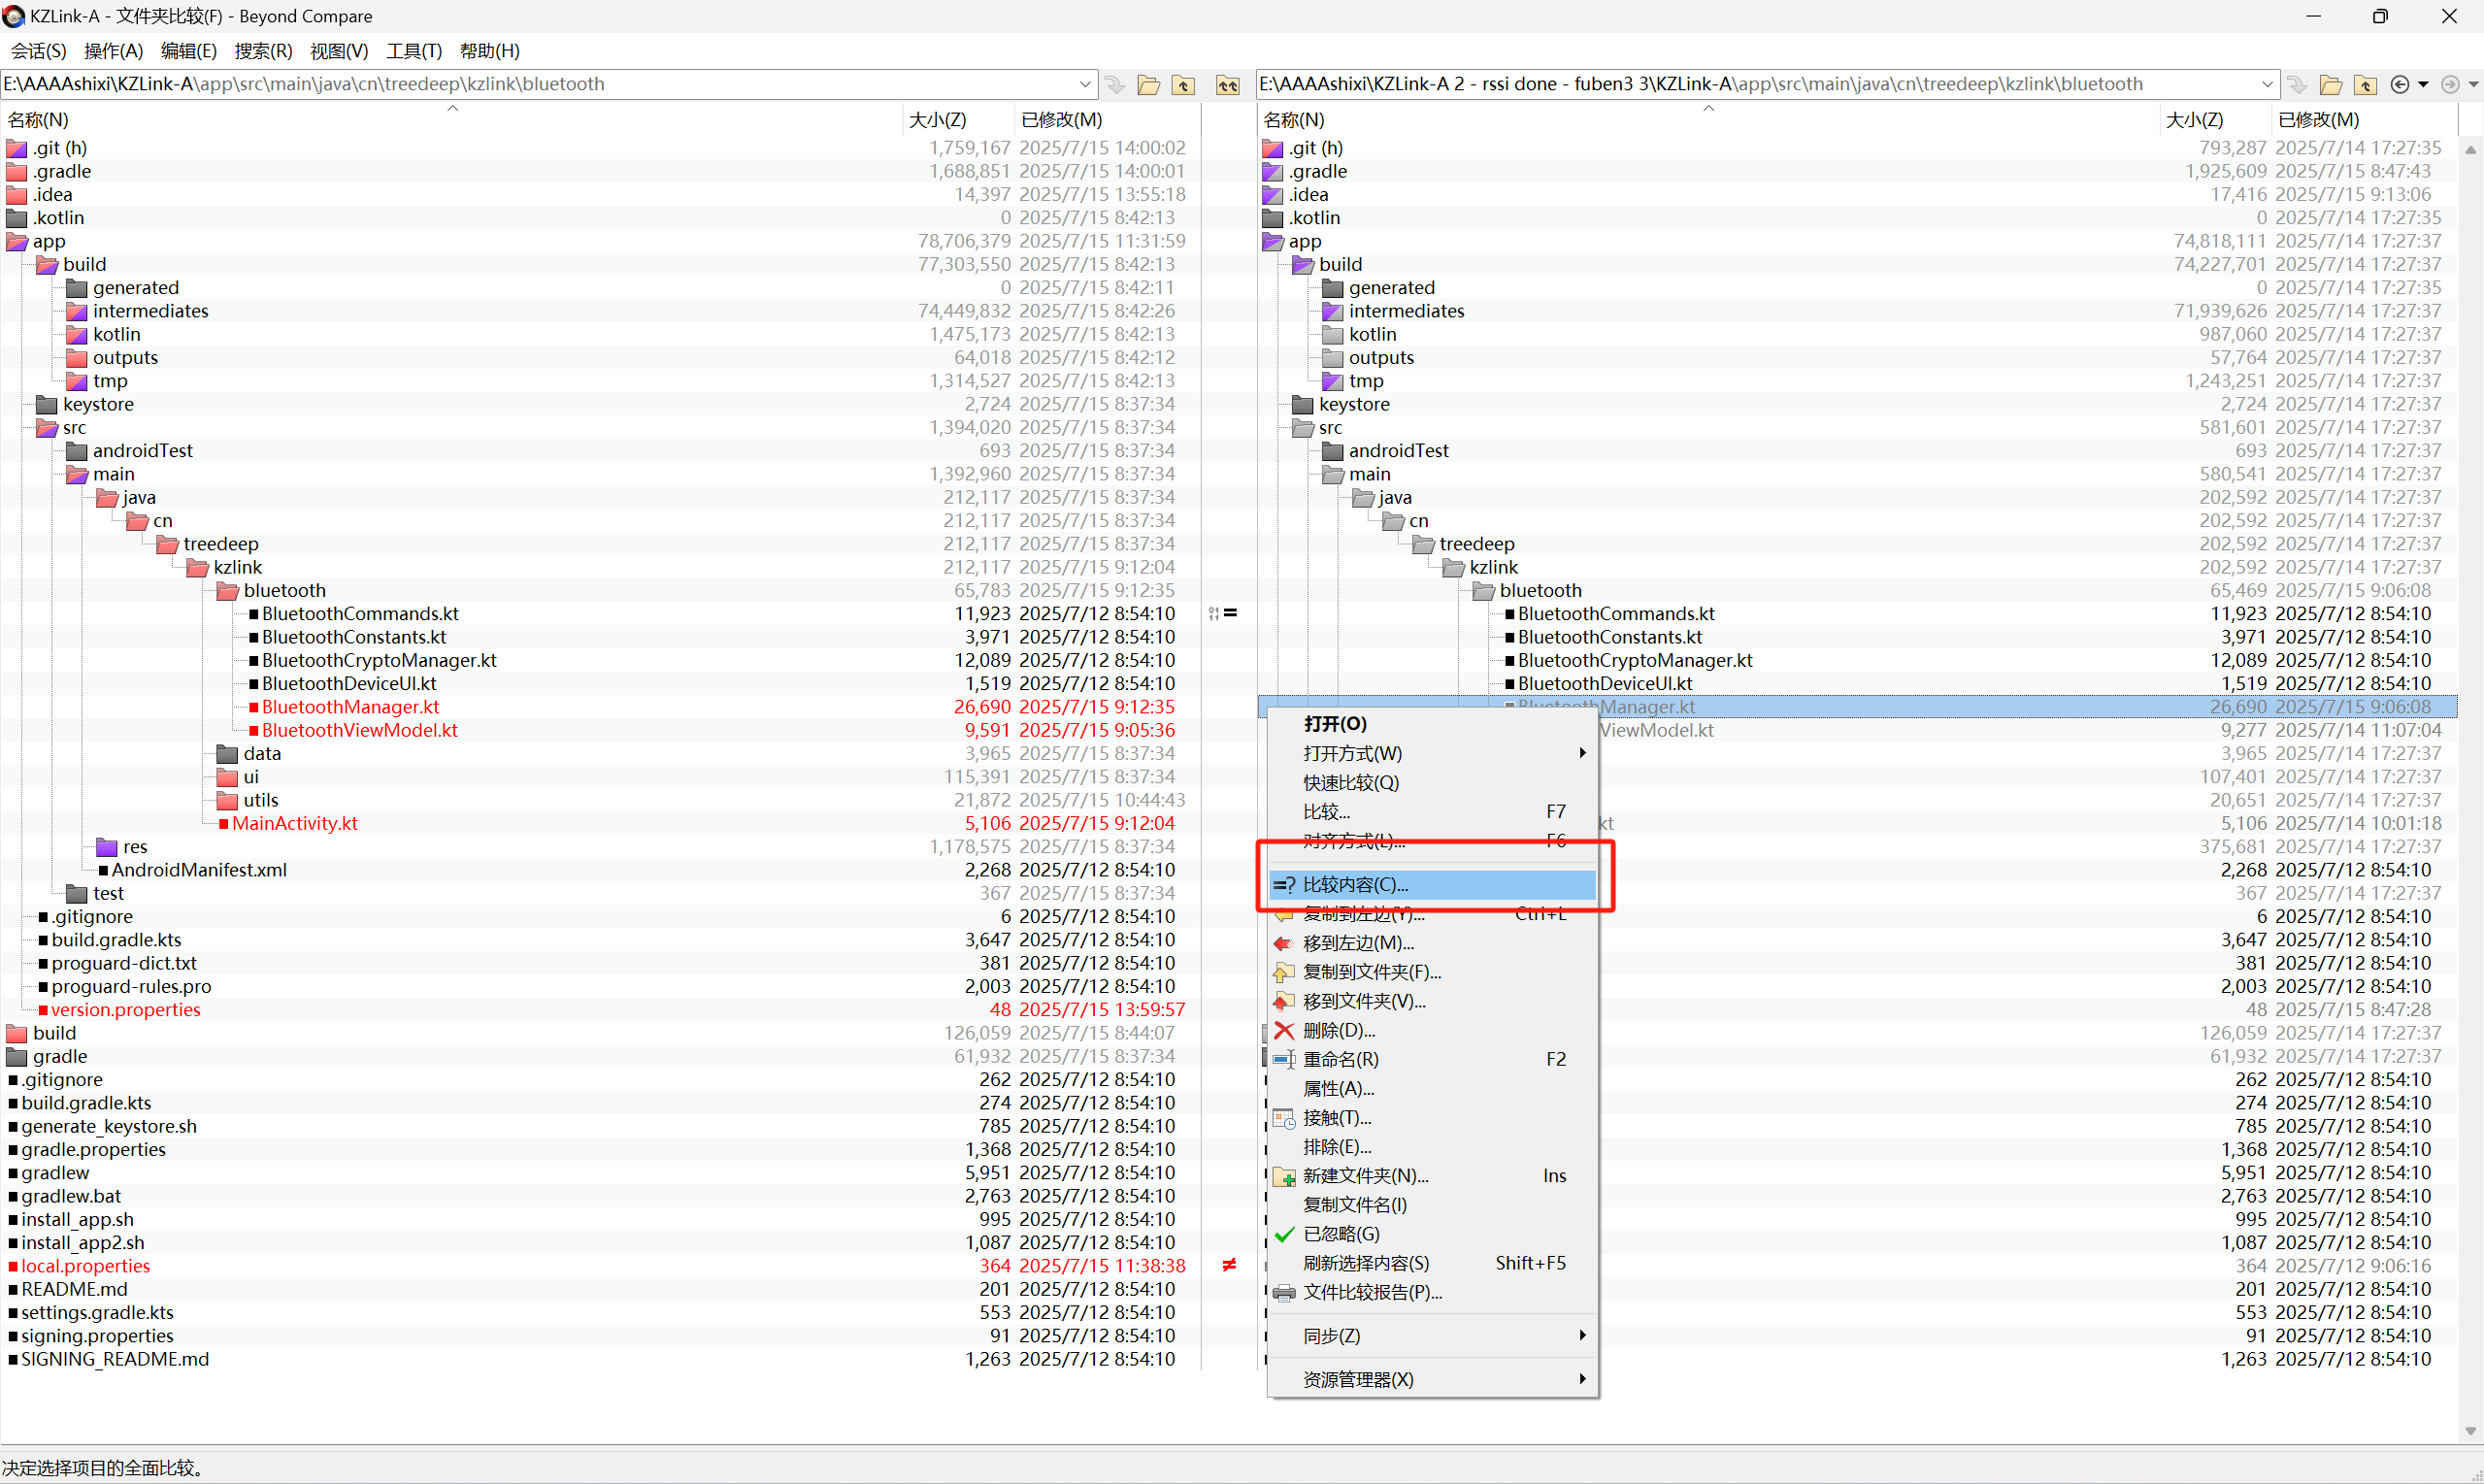 KZLink-A - 文件夹比较(F) - Beyond Compare
会话(S) 操作(A) 编辑(E) 搜索(R) 视图(V) 工具(T) 帮助(H)
E:\AAAAshixi\KZLink-A\app\src\main\java\cn\treedeep\kzlink\bluetooth
E:\AAAAshixi\KZLink-A 2 - rssi done - fuben3 3\KZLink-A\app\src\main\java\cn\treedeep\kzlink\bluetooth
名称(N) 大小(Z) 已修改(M)
.git (h) 1,759,167 2025/7/15 14:00:02
.gradle 1,688,851 2025/7/15 14:00:01
.idea 14,397 2025/7/15 13:55:18
.kotlin 0 2025/7/15 8:42:13
app 78,706,379 2025/7/15 11:31:59
build 77,303,550 2025/7/15 8:42:13
generated 0 2025/7/15 8:42:11
intermediates 74,449,832 2025/7/15 8:42:26
kotlin 1,475,173 2025/7/15 8:42:13
outputs 64,018 2025/7/15 8:42:12
tmp 1,314,527 2025/7/15 8:42:13
keystore 2,724 2025/7/15 8:37:34
src 1,394,020 2025/7/15 8:37:34
androidTest 693 2025/7/15 8:37:34
main 1,392,960 2025/7/15 8:37:34
java 212,117 2025/7/15 8:37:34
cn 212,117 2025/7/15 8:37:34
treedeep 212,117 2025/7/15 8:37:34
kzlink 212,117 2025/7/15 9:12:04
bluetooth 65,783 2025/7/15 9:12:35
BluetoothCommands.kt 11,923 2025/7/12 8:54:10
BluetoothConstants.kt 3,971 2025/7/12 8:54:10
BluetoothCryptoManager.kt 12,089 2025/7/12 8:54:10
BluetoothDeviceUI.kt 1,519 2025/7/12 8:54:10
BluetoothManager.kt 26,690 2025/7/15 9:12:35
BluetoothViewModel.kt 9,591 2025/7/15 9:05:36
data 3,965 2025/7/15 8:37:34
ui 115,391 2025/7/15 8:37:34
utils 21,872 2025/7/15 10:44:43
MainActivity.kt 5,106 2025/7/15 9:12:04
res 1,178,575 2025/7/15 8:37:34
AndroidManifest.xml 2,268 2025/7/12 8:54:10
test 367 2025/7/15 8:37:34
.gitignore 6 2025/7/12 8:54:10
build.gradle.kts 3,647 2025/7/12 8:54:10
proguard-dict.txt 381 2025/7/12 8:54:10
proguard-rules.pro 2,003 2025/7/12 8:54:10
version.properties 48 2025/7/15 13:59:57
build 126,059 2025/7/15 8:44:07
gradle 61,932 2025/7/15 8:37:34
.gitignore 262 2025/7/12 8:54:10
build.gradle.kts 274 2025/7/12 8:54:10
generate_keystore.sh 785 2025/7/12 8:54:10
gradle.properties 1,368 2025/7/12 8:54:10
gradlew 5,951 2025/7/12 8:54:10
gradlew.bat 2,763 2025/7/12 8:54:10
install_app.sh 995 2025/7/12 8:54:10
install_app2.sh 1,087 2025/7/12 8:54:10
local.properties 364 2025/7/15 11:38:38 ≠
README.md 201 2025/7/12 8:54:10
settings.gradle.kts 553 2025/7/12 8:54:10
signing.properties 91 2025/7/12 8:54:10
SIGNING_README.md 1,263 2025/7/12 8:54:10
名称(N) 大小(Z) 已修改(M)
.git (h) 793,287 2025/7/14 17:27:35
.gradle 1,925,609 2025/7/15 8:47:43
.idea 17,416 2025/7/15 9:13:06
.kotlin 0 2025/7/14 17:27:35
app 74,818,111 2025/7/14 17:27:37
build 74,227,701 2025/7/14 17:27:37
generated 0 2025/7/14 17:27:35
intermediates 71,939,626 2025/7/14 17:27:37
kotlin 987,060 2025/7/14 17:27:37
outputs 57,764 2025/7/14 17:27:37
tmp 1,243,251 2025/7/14 17:27:37
keystore 2,724 2025/7/14 17:27:37
src 581,601 2025/7/14 17:27:37
androidTest 693 2025/7/14 17:27:37
main 580,541 2025/7/14 17:27:37
java 202,592 2025/7/14 17:27:37
cn 202,592 2025/7/14 17:27:37
treedeep 202,592 2025/7/14 17:27:37
kzlink 202,592 2025/7/14 17:27:37
bluetooth 65,469 2025/7/15 9:06:08
BluetoothCommands.kt 11,923 2025/7/12 8:54:10
BluetoothConstants.kt 3,971 2025/7/12 8:54:10
BluetoothCryptoManager.kt 12,089 2025/7/12 8:54:10
BluetoothDeviceUI.kt 1,519 2025/7/12 8:54:10
BluetoothManager.kt 26,690 2025/7/15 9:06:08
ViewModel.kt 9,277 2025/7/14 11:07:04
3,965 2025/7/14 17:27:37
107,401 2025/7/14 17:27:37
20,651 2025/7/14 17:27:37
kt 5,106 2025/7/14 10:01:18
375,681 2025/7/14 17:27:37
2,268 2025/7/12 8:54:10
367 2025/7/14 17:27:37
6 2025/7/12 8:54:10
3,647 2025/7/12 8:54:10
381 2025/7/12 8:54:10
2,003 2025/7/12 8:54:10
48 2025/7/15 8:47:28
126,059 2025/7/14 17:27:37
61,932 2025/7/14 17:27:37
262 2025/7/12 8:54:10
274 2025/7/12 8:54:10
785 2025/7/12 8:54:10
1,368 2025/7/12 8:54:10
5,951 2025/7/12 8:54:10
2,763 2025/7/12 8:54:10
995 2025/7/12 8:54:10
1,087 2025/7/12 8:54:10
364 2025/7/12 9:06:16
201 2025/7/12 8:54:10
553 2025/7/12 8:54:10
91 2025/7/12 8:54:10
1,263 2025/7/12 8:54:10
打开(O)
打开方式(W)
快速比较(Q)
比较... F7
对齐方式(L)... F6
比较内容(C)...
复制到左边(Y)... Ctrl+L
移到左边(M)...
复制到文件夹(F)...
移到文件夹(V)...
删除(D)...
重命名(R) F2
属性(A)...
接触(T)...
排除(E)...
新建文件夹(N)... Ins
复制文件名(I)
已忽略(G)
刷新选择内容(S) Shift+F5
文件比较报告(P)...
同步(Z)
资源管理器(X)
决定选择项目的全面比较。